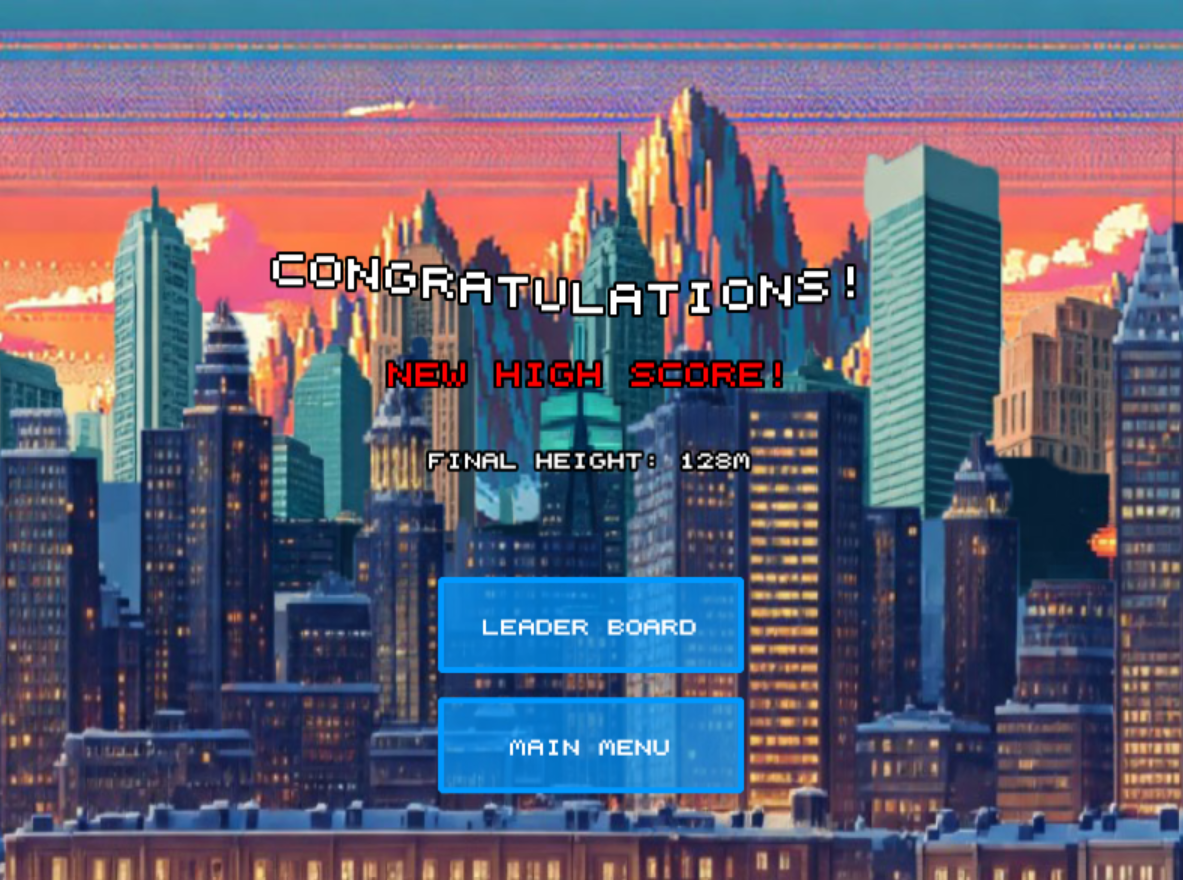 CONGRATULATIONS!
NEW HIGH SCORE!
FINAL HEIGHT: 128M
LEADER BOARD
MAIN MENU